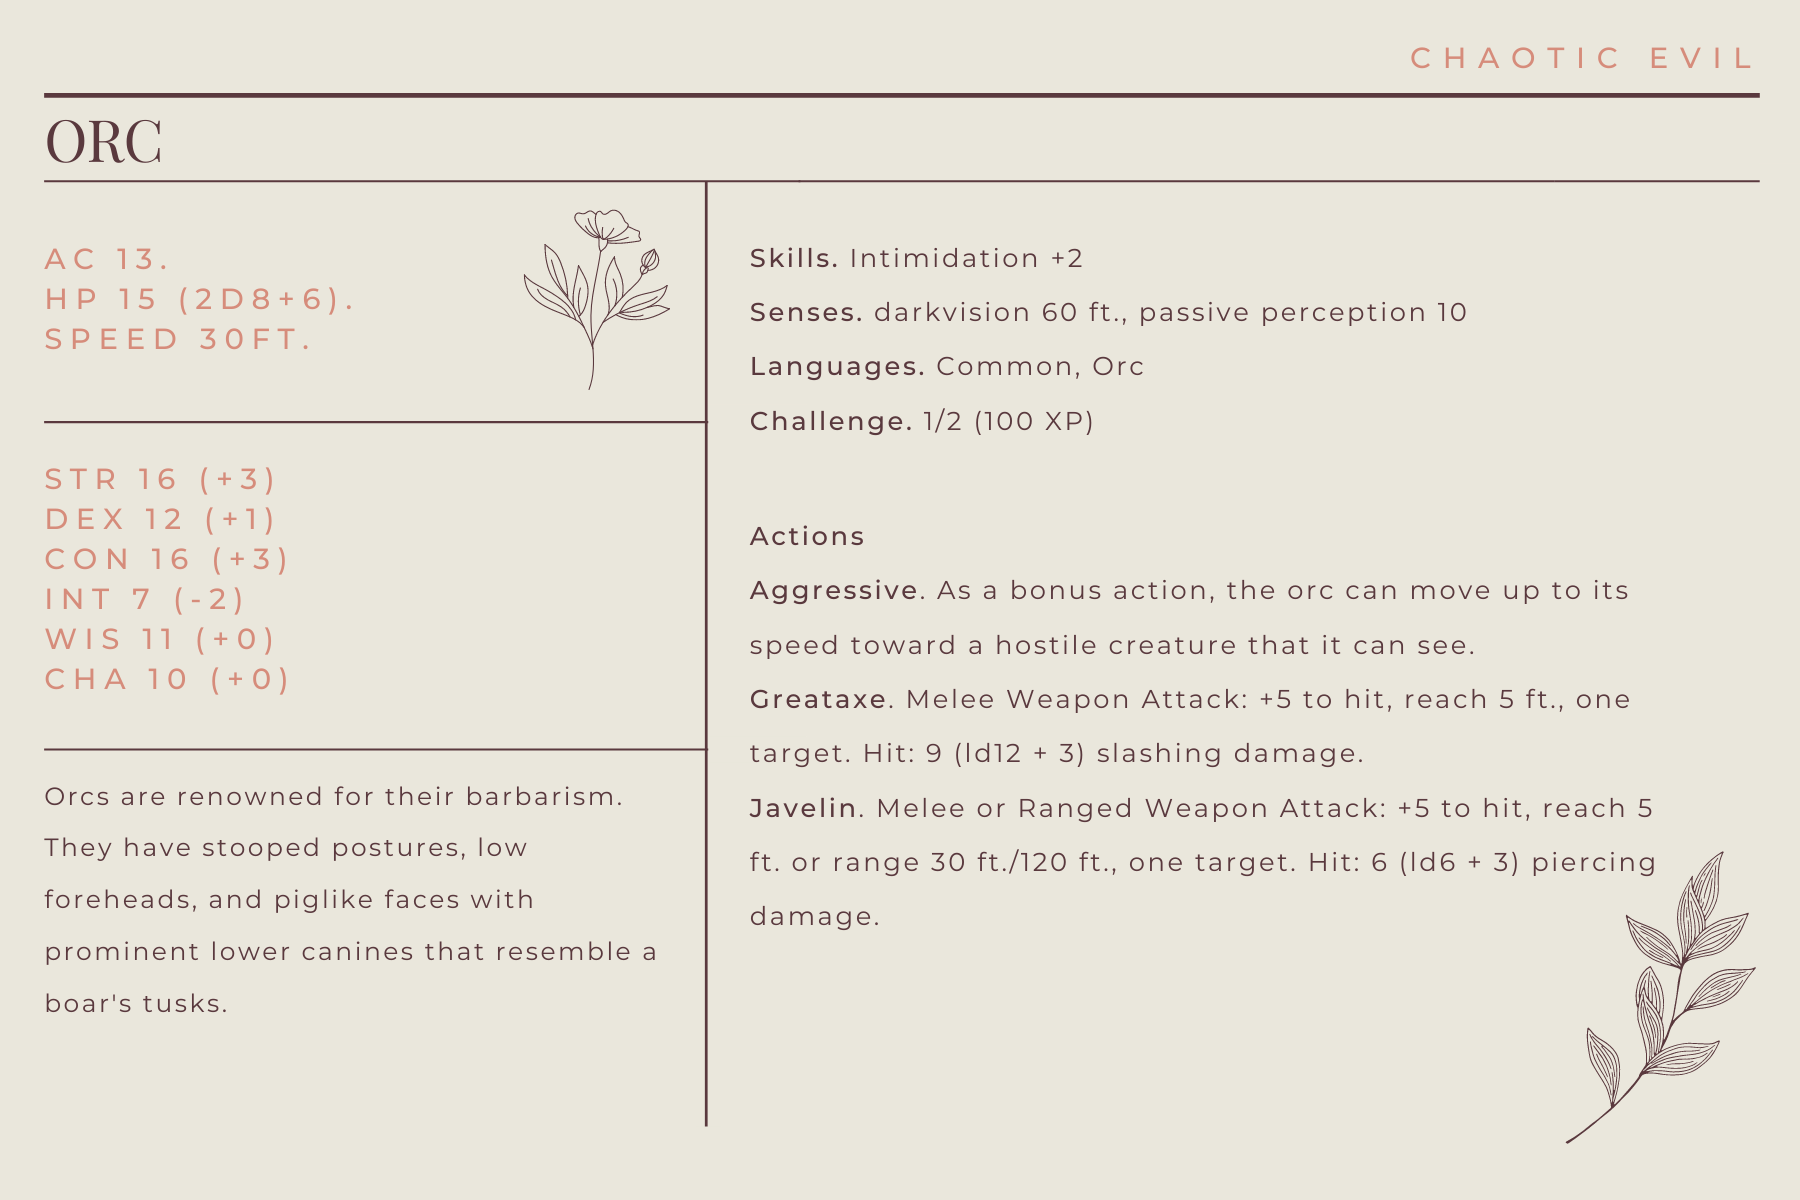 CHAOTIC EVIL
ORC
AC 13.
HP 15 (2D8+6).
SPEED 30FT.
STR 16 (+3)
DEX 12 (+1)
CON 16 (+3)
INT 7 (-2)
WIS 11 (+0)
CHA 10 (+0)
Orcs are renowned for their barbarism.
They have stooped postures, low
foreheads, and piglike faces with
prominent lower canines that resemble a
boar's tusks.
Skills. Intimidation +2
Senses. darkvision 60 ft., passive perception 10
Languages. Common, Orc
Challenge. 1/2 (100 XP)
Actions
Aggressive. As a bonus action, the orc can move up to its
speed toward a hostile creature that it can see.
Greataxe. Melee Weapon Attack: +5 to hit, reach 5 ft., one
target. Hit: 9 (ld12 + 3) slashing damage.
Javelin. Melee or Ranged Weapon Attack: +5 to hit, reach 5
ft. or range 30 ft./120 ft., one target. Hit: 6 (ld6 + 3) piercing
damage.